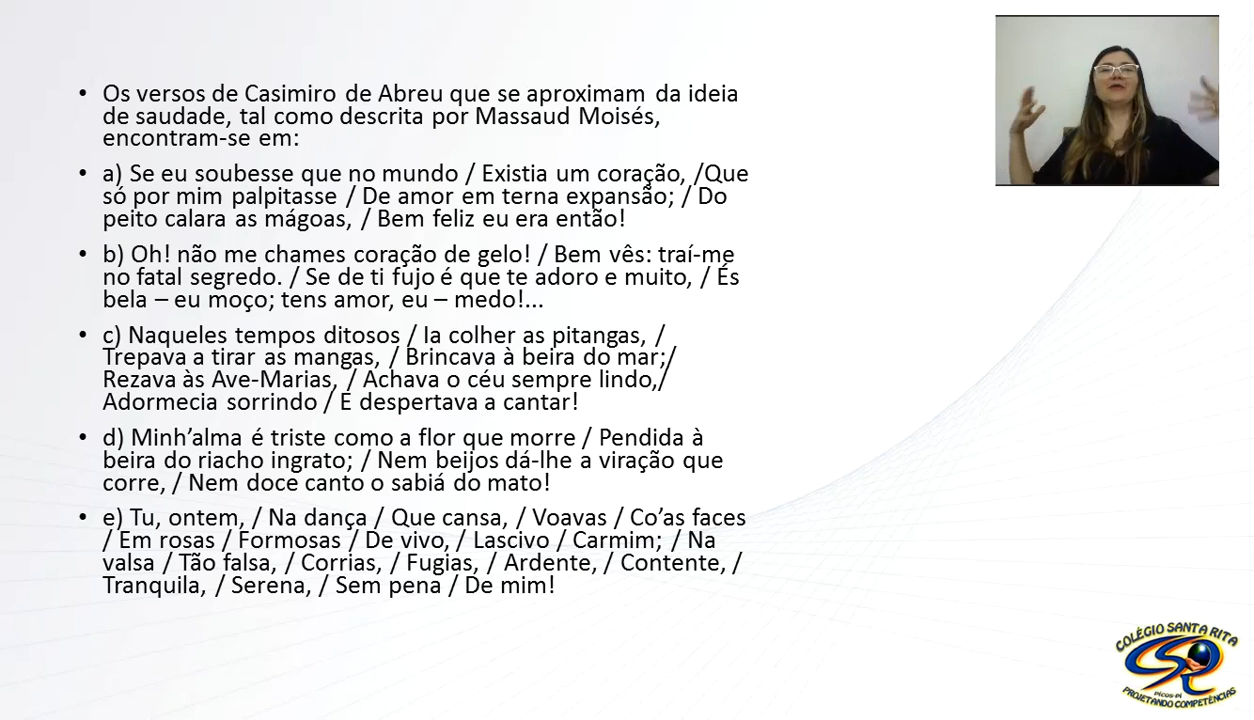 • Os versos de Casimiro de Abreu que se aproximam da ideia
de saudade, tal como descrita por Massaud Moisés,
encontram-se em:
• a) Se eu soubesse que no mundo / Existia um coração, /Que
só por mim palpitasse / De amor em terna expansão; / Do
peito calara as mágoas, / Bem feliz eu era então!
• b) Oh! não me chames coração de gelo! / Bem vês: traí-me
no fatal segredo. / Se de ti fujo é que te adoro e muito, / És
bela – eu moço; tens amor, eu – medo!...
• c) Naqueles tempos ditosos / Ia colher as pitangas, /
Trepava a tirar as mangas, / Brincava à beira do mar;/
Rezava às Ave-Marias, / Achava o céu sempre lindo,/
Adormecia sorrindo / E despertava a cantar!
• d) Minh’alma é triste como a flor que morre / Pendida à
beira do riacho ingrato; / Nem beijos dá-lhe a viração que
corre, / Nem doce canto o sabiá do mato!
• e) Tu, ontem, / Na dança / Que cansa, / Voavas / Co’as faces
/ Em rosas / Formosas / De vivo, / Lascivo / Carmim; / Na
valsa / Tão falsa, / Corrias, / Fugias, / Ardente, / Contente, /
Tranquila, / Serena, / Sem pena / De mim!
COLÉGIO SANTA RITA
CSR
PICOS-PI
PROJETANDO COMPETÊNCIAS